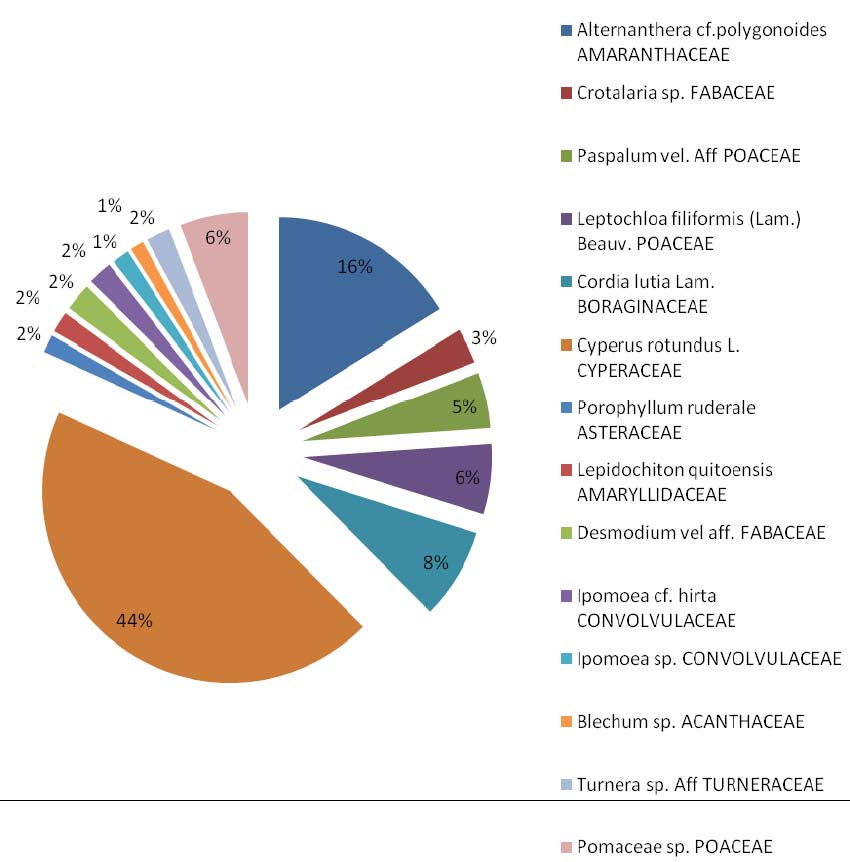 Alternanthera cf.polygonoides
AMARANTHACEAE
Crotalaria sp. FABACEAE
Paspalum vel. Aff POACEAE
Leptochloa filiformis (Lam.)
Beauv. POACEAE
Cordia lutia Lam.
BORAGINACEAE
Cyperus rotundus L.
CYPERACEAE
Porophyllum ruderale
ASTERACEAE
Lepidochiton quitoensis
AMARYLLIDACEAE
Desmodium vel aff. FABACEAE
Ipomoea cf. hirta
CONVOLVULACEAE
Ipomoea sp. CONVOLVULACEAE
Blechum sp. ACANTHACEAE
Turnera sp. Aff TURNERACEAE
Pomaceae sp. POACEAE
16%
3%
5%
6%
8%
44%
2%
2%
2%
2%
1%
1%
2%
6%